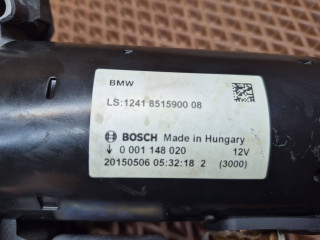 BMW
LS:1241 8515900 08
BOSCH Made in Hungary
↓ 0 001 148 020 12V
20150506 05:32:18 2 (3000)